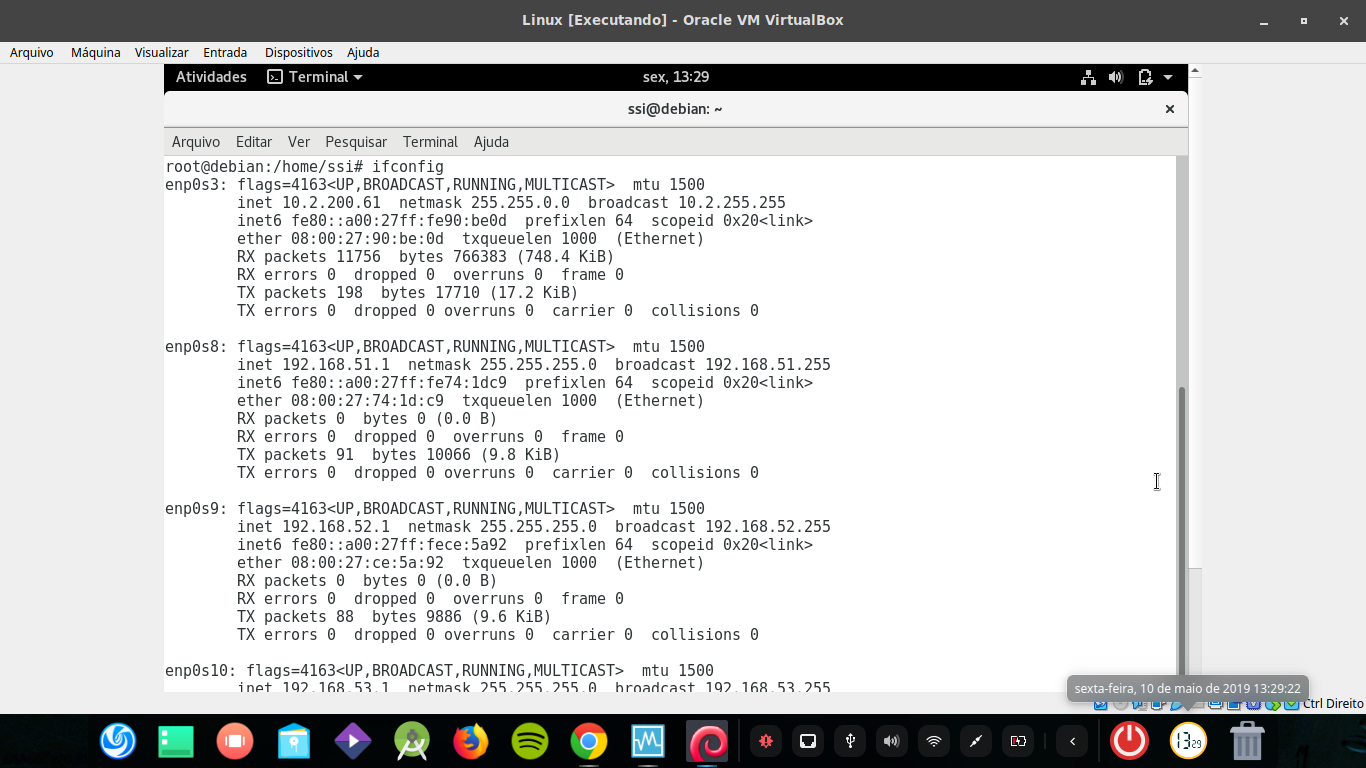 Linux [Executando] - Oracle VM VirtualBox
Arquivo Máquina Visualizar Entrada Dispositivos Ajuda
Atividades Terminal sex, 13:29
ssi@debian: ~
Arquivo Editar Ver Pesquisar Terminal Ajuda
root@debian:/home/ssi# ifconfig
enp0s3: flags=4163<UP,BROADCAST,RUNNING,MULTICAST>  mtu 1500
        inet 10.2.200.61  netmask 255.255.0.0  broadcast 10.2.255.255
        inet6 fe80::a00:27ff:fe90:be0d  prefixlen 64  scopeid 0x20<link>
        ether 08:00:27:90:be:0d  txqueuelen 1000  (Ethernet)
        RX packets 11756  bytes 766383 (748.4 KiB)
        RX errors 0  dropped 0  overruns 0  frame 0
        TX packets 198  bytes 17710 (17.2 KiB)
        TX errors 0  dropped 0 overruns 0  carrier 0  collisions 0
enp0s8: flags=4163<UP,BROADCAST,RUNNING,MULTICAST>  mtu 1500
        inet 192.168.51.1  netmask 255.255.255.0  broadcast 192.168.51.255
        inet6 fe80::a00:27ff:fe74:1dc9  prefixlen 64  scopeid 0x20<link>
        ether 08:00:27:74:1d:c9  txqueuelen 1000  (Ethernet)
        RX packets 0  bytes 0 (0.0 B)
        RX errors 0  dropped 0  overruns 0  frame 0
        TX packets 91  bytes 10066 (9.8 KiB)
        TX errors 0  dropped 0 overruns 0  carrier 0  collisions 0
enp0s9: flags=4163<UP,BROADCAST,RUNNING,MULTICAST>  mtu 1500
        inet 192.168.52.1  netmask 255.255.255.0  broadcast 192.168.52.255
        inet6 fe80::a00:27ff:fece:5a92  prefixlen 64  scopeid 0x20<link>
        ether 08:00:27:ce:5a:92  txqueuelen 1000  (Ethernet)
        RX packets 0  bytes 0 (0.0 B)
        RX errors 0  dropped 0  overruns 0  frame 0
        TX packets 88  bytes 9886 (9.6 KiB)
        TX errors 0  dropped 0 overruns 0  carrier 0  collisions 0
enp0s10: flags=4163<UP,BROADCAST,RUNNING,MULTICAST>  mtu 1500
        inet 192.168.53.1  netmask 255.255.255.0  broadcast 192.168.53.255
sexta-feira, 10 de maio de 2019 13:29:22
Ctrl Direito
13 29